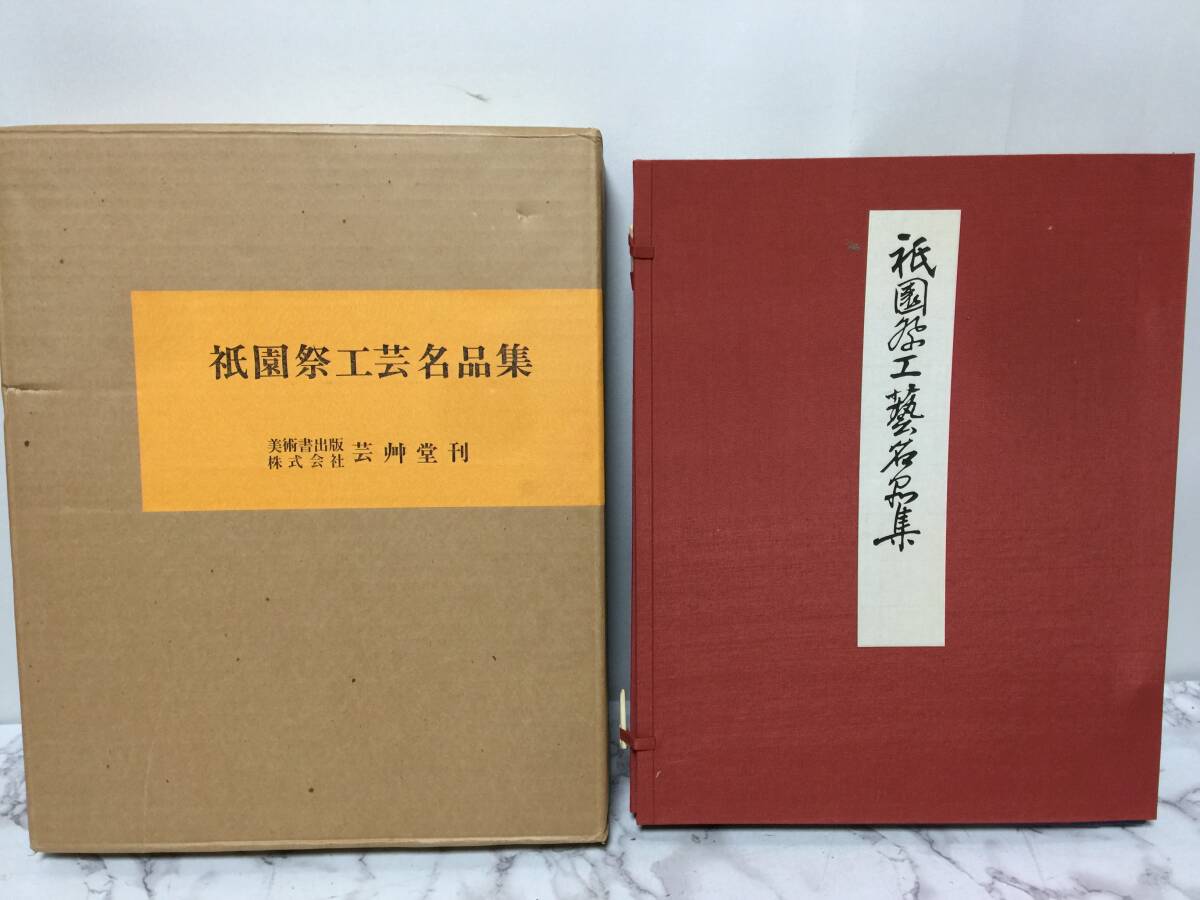 祇園祭工芸名品集
美術書出版
株式会社
芸艸堂刊
祇園祭工藝名品集